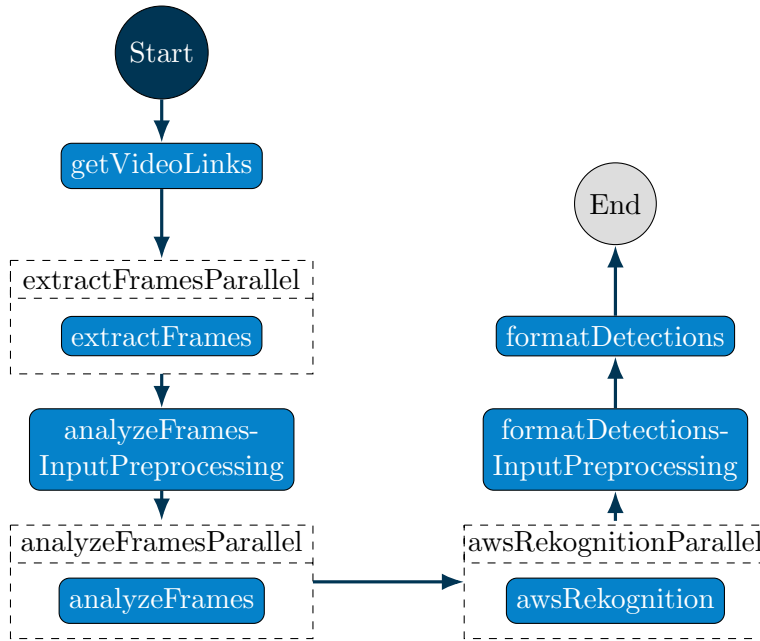 Start
getVideoLinks
extractFramesParallel
extractFrames
analyzeFrames-
InputPreprocessing
analyzeFramesParallel
analyzeFrames
awsRekognitionParallel
awsRekognition
formatDetections-
InputPreprocessing
formatDetections
End